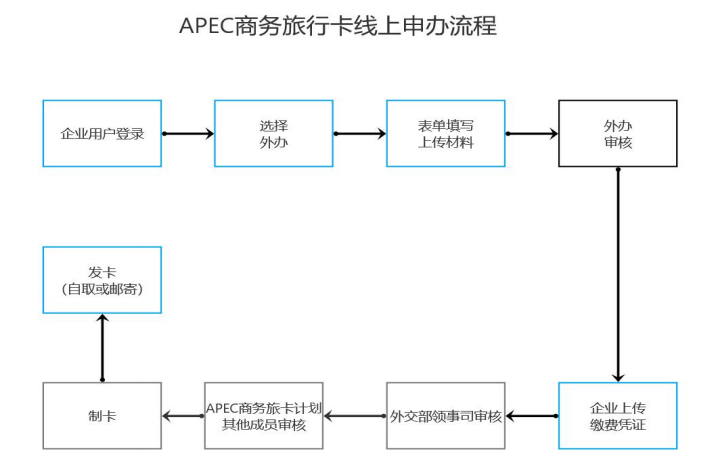 APEC商务旅行卡线上申办流程
企业用户登录
选择
外办
表单填写
上传材料
外办
审核
企业上传
缴费凭证
外交部领事司审核
APEC商务旅卡计划
其他成员审核
制卡
发卡
（自取或邮寄）